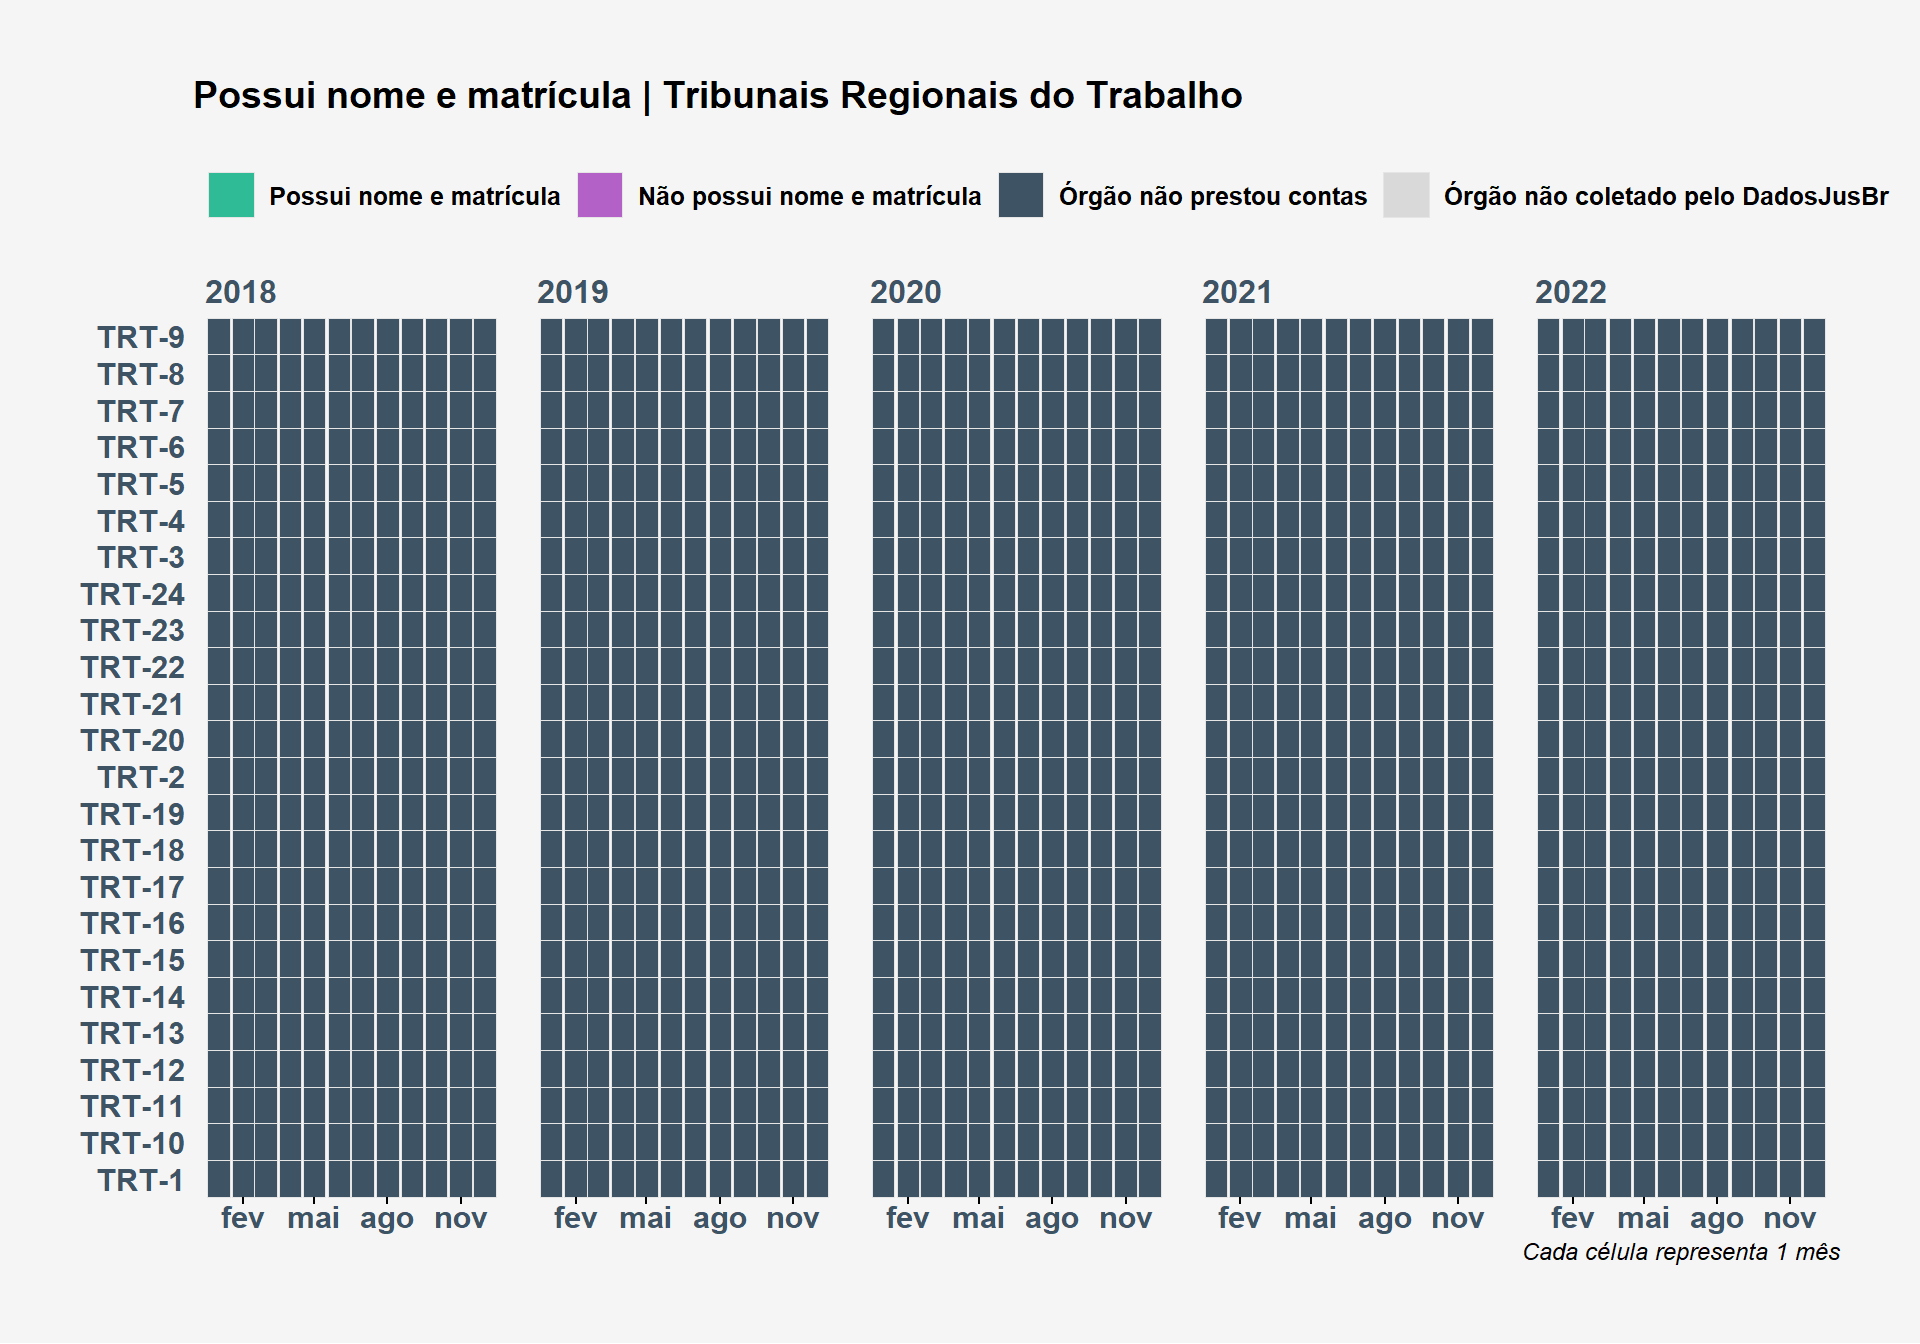 Possui nome e matrícula | Tribunais Regionais do Trabalho
Possui nome e matrícula Não possui nome e matrícula Órgão não prestou contas Órgão não coletado pelo DadosJusBr
2018 2019 2020 2021 2022
TRT-9
TRT-8
TRT-7
TRT-6
TRT-5
TRT-4
TRT-3
TRT-24
TRT-23
TRT-22
TRT-21
TRT-20
TRT-2
TRT-19
TRT-18
TRT-17
TRT-16
TRT-15
TRT-14
TRT-13
TRT-12
TRT-11
TRT-10
TRT-1
fev mai ago nov fev mai ago nov fev mai ago nov fev mai ago nov fev mai ago nov
Cada célula representa 1 mês